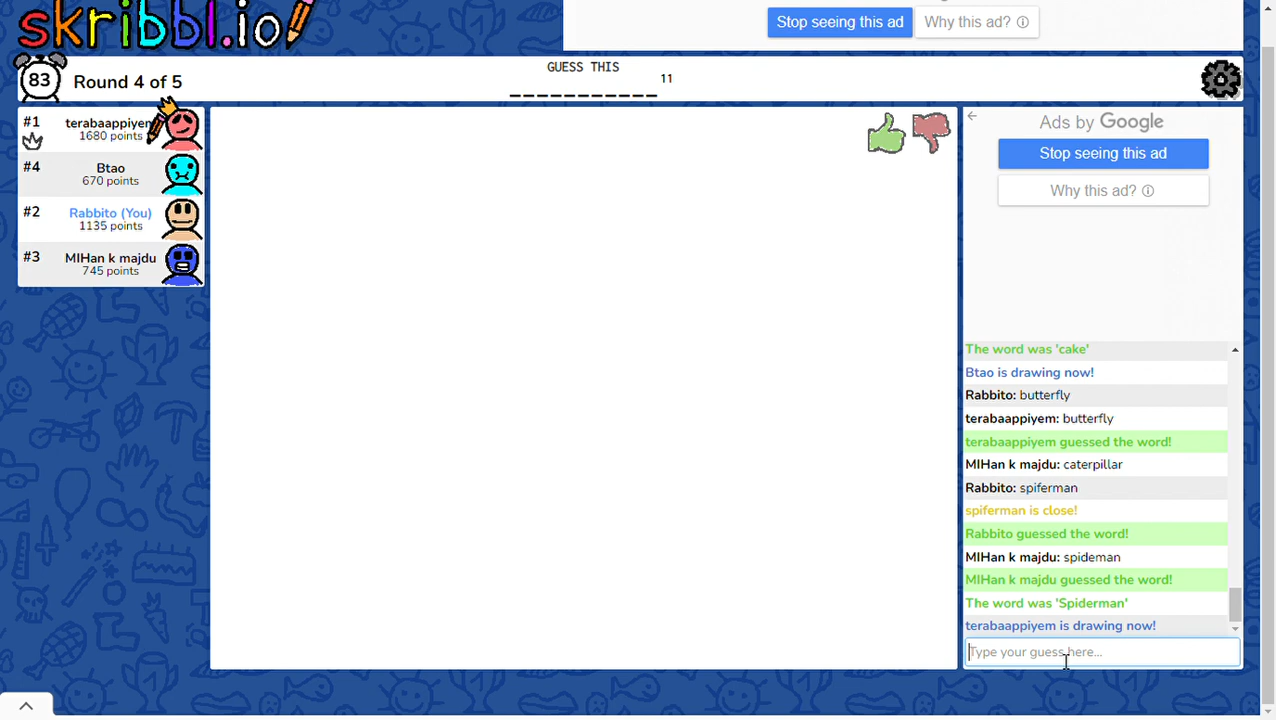 skribbl.io
Stop seeing this ad
Why this ad?
83
Round 4 of 5
GUESS THIS
___________ 11
#1
terabaappiyem
1680 points
#4
Btao
670 points
#2
Rabbito (You)
1135 points
#3
MIHan k majdu
745 points
Ads by Google
Stop seeing this ad
Why this ad?
The word was 'cake'
Btao is drawing now!
Rabbito: butterfly
terabaappiyem: butterfly
terabaappiyem guessed the word!
MIHan k majdu: caterpillar
Rabbito: spiferman
spiferman is close!
Rabbito guessed the word!
MIHan k majdu: spideman
MIHan k majdu guessed the word!
The word was 'Spiderman'
terabaappiyem is drawing now!
Type your guess here...